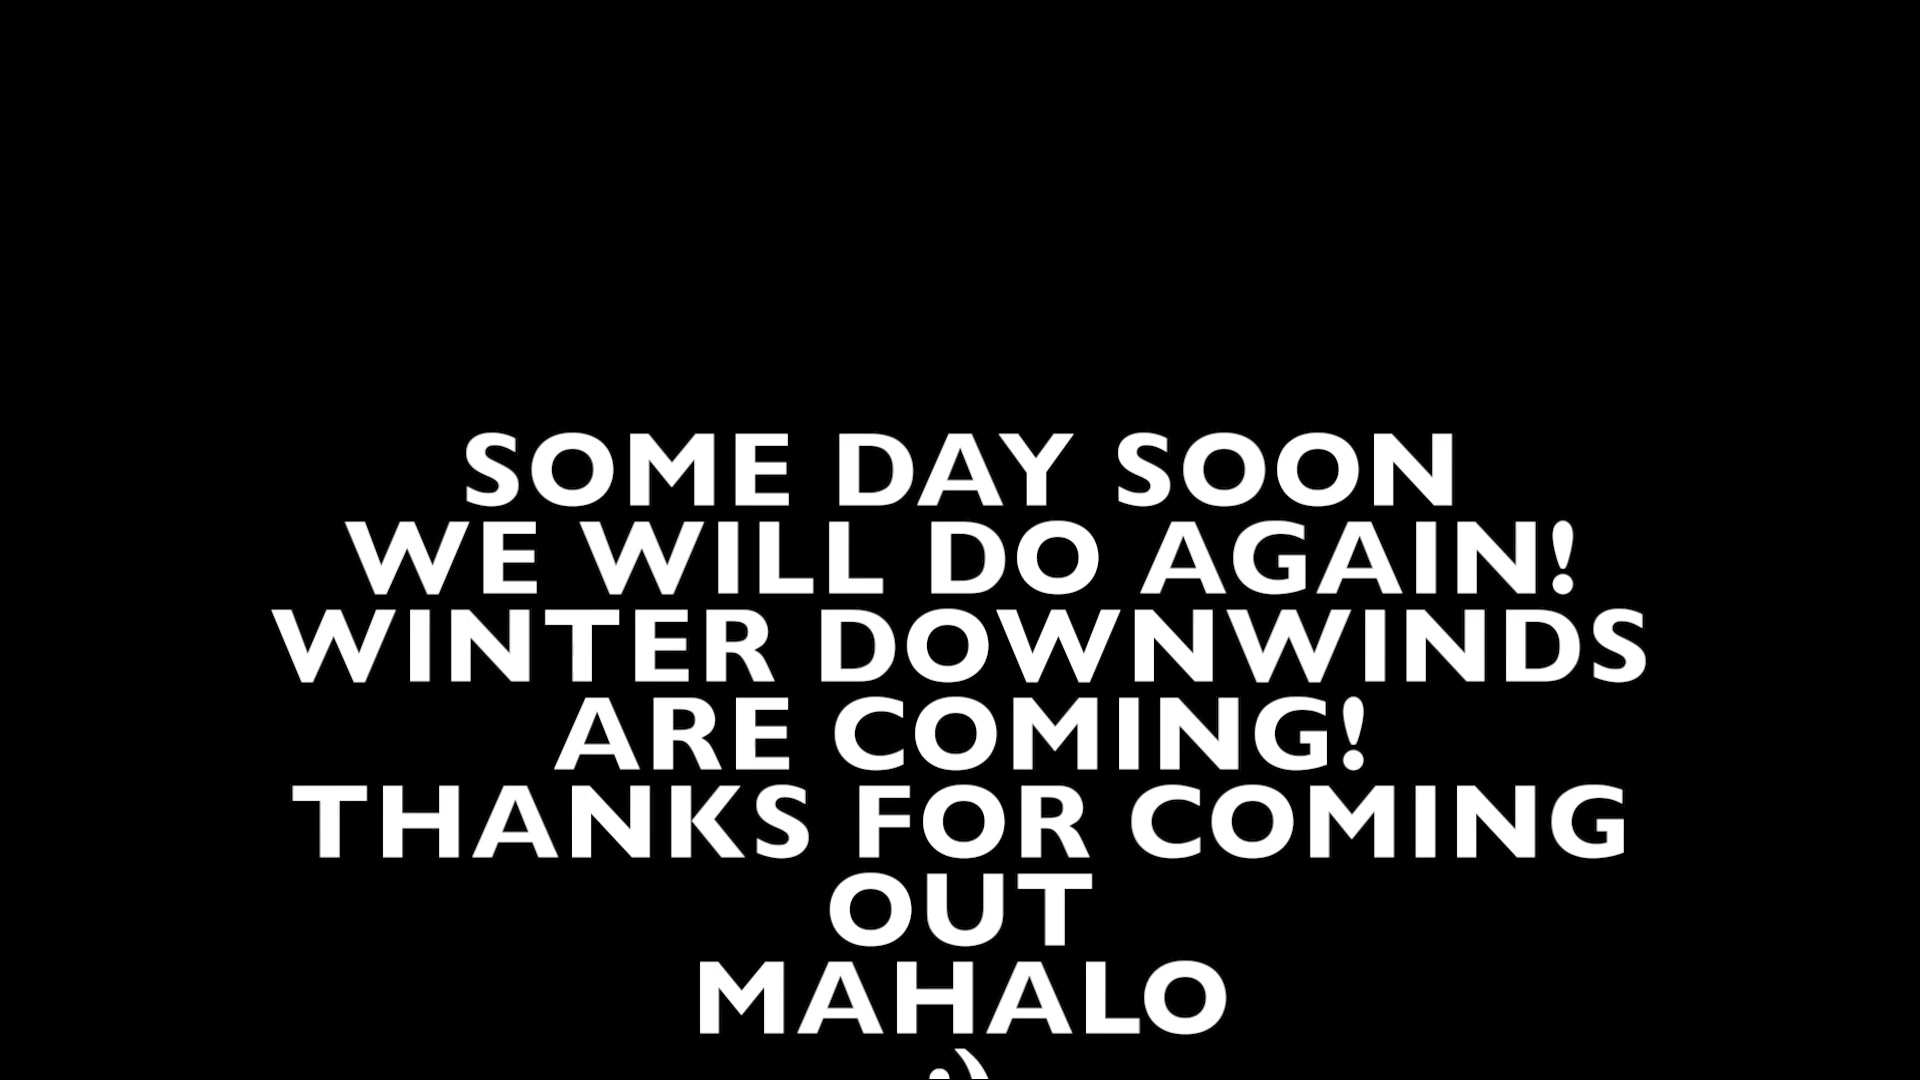 SOME DAY SOON
WE WILL DO AGAIN!
WINTER DOWNWINDS
ARE COMING!
THANKS FOR COMING
OUT
MAHALO
:)